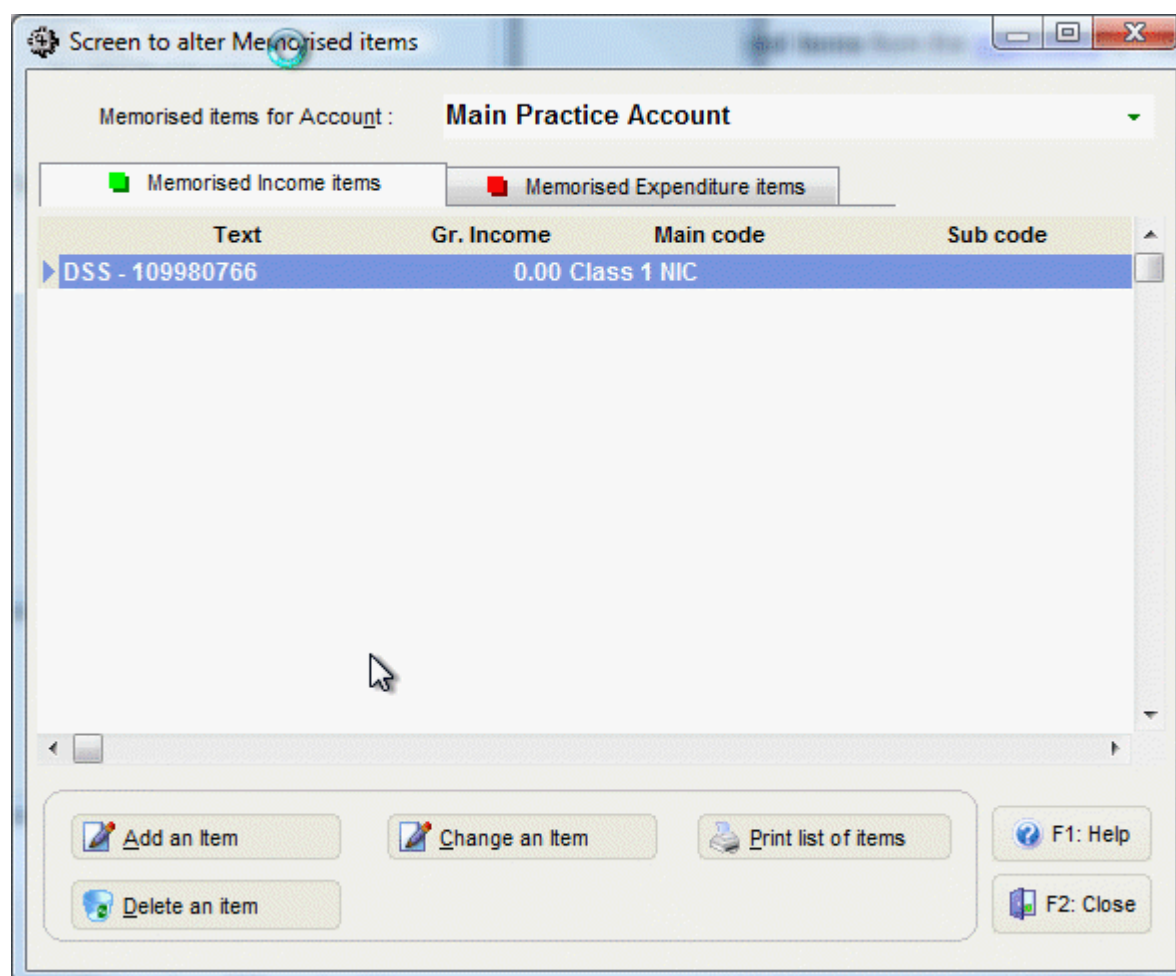 Screen to alter Memorised items
Memorised items for Account : Main Practice Account
Memorised Income items Memorised Expenditure items
Text Gr. Income Main code Sub code
DSS - 109980766 0.00 Class 1 NIC
Add an Item Change an Item Print list of items F1: Help
Delete an item F2: Close